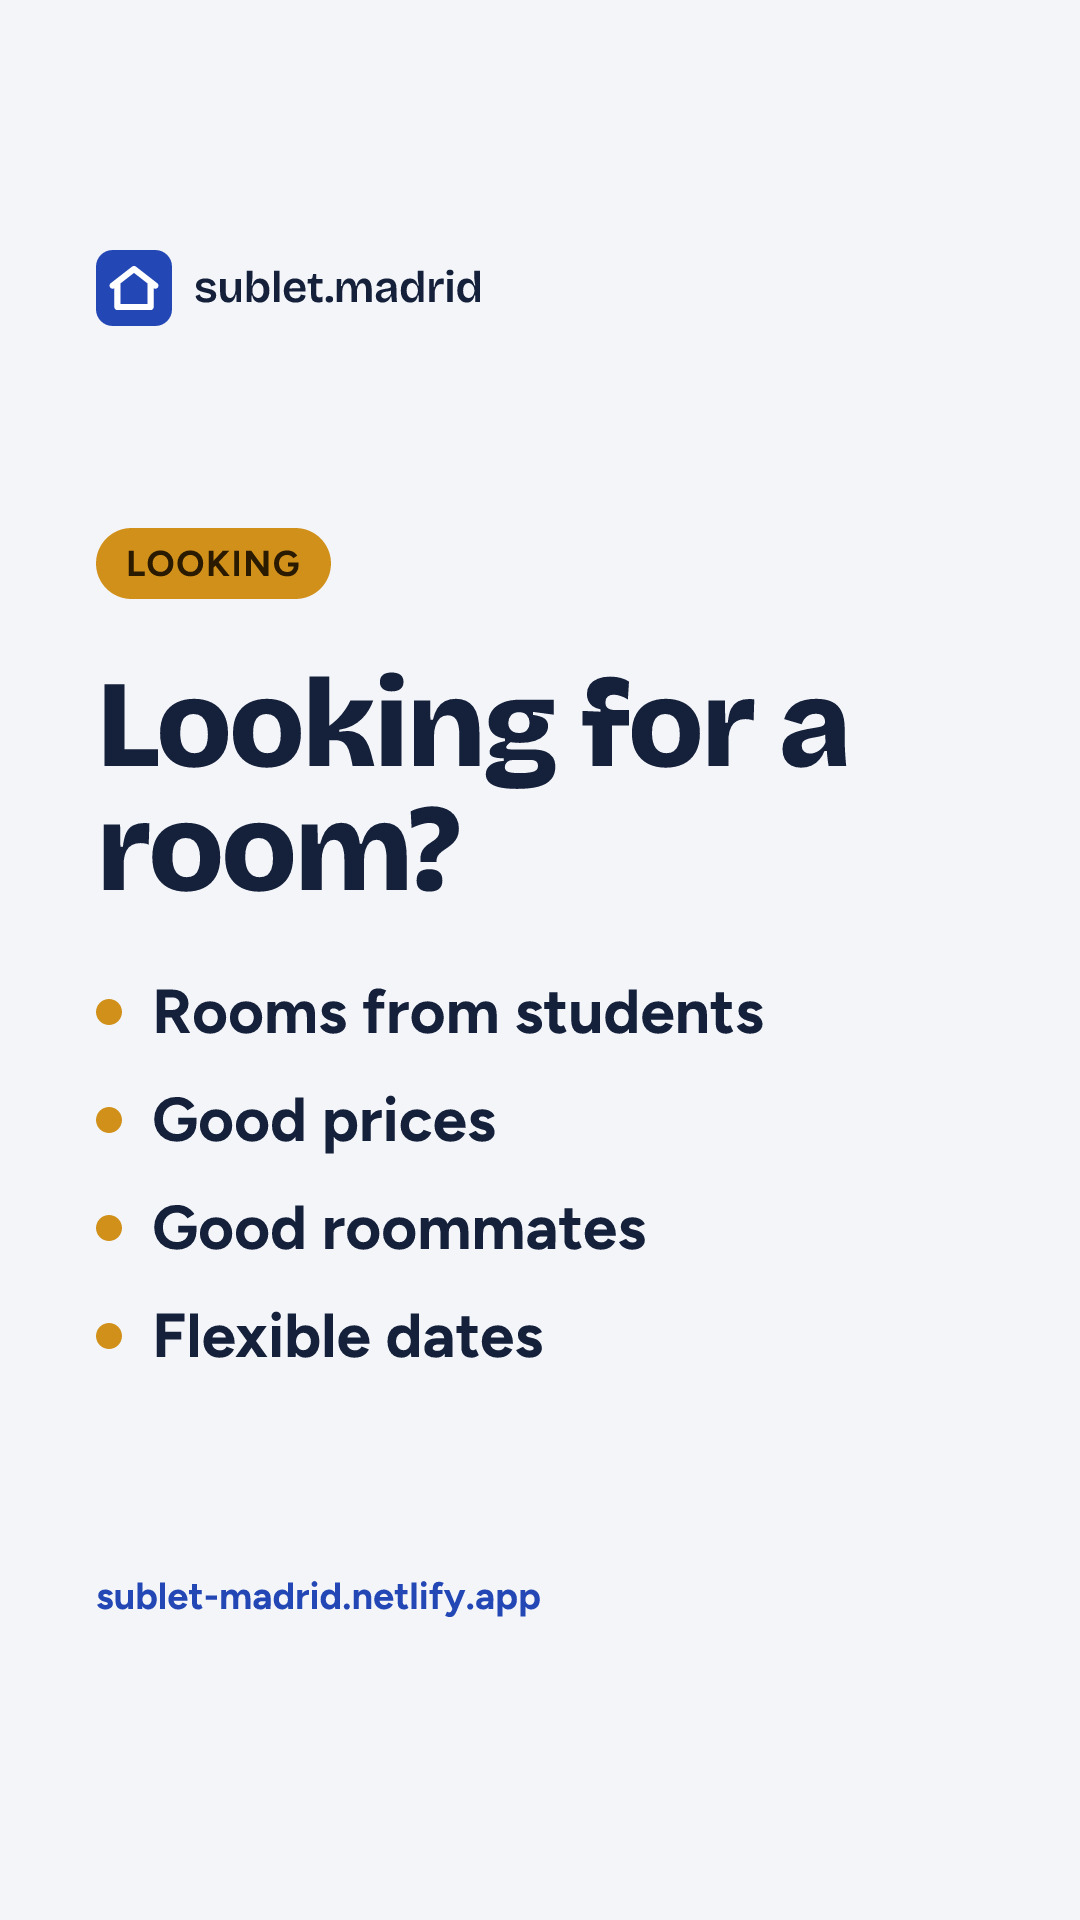 sublet.madrid
LOOKING
Looking for a
room?
Rooms from students
Good prices
Good roommates
Flexible dates
sublet-madrid.netlify.app